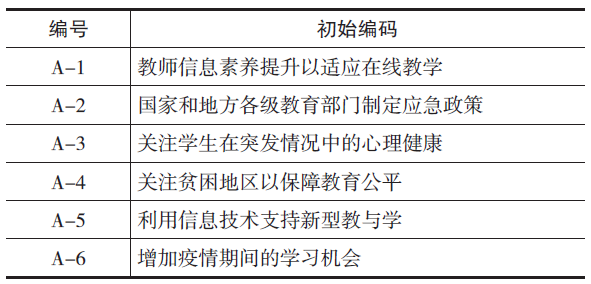 编号 初始编码
A-1 教师信息素养提升以适应在线教学
A-2 国家和地方各级教育部门制定应急政策
A-3 关注学生在突发情况中的心理健康
A-4 关注贫困地区以保障教育公平
A-5 利用信息技术支持新型教与学
A-6 增加疫情期间的学习机会